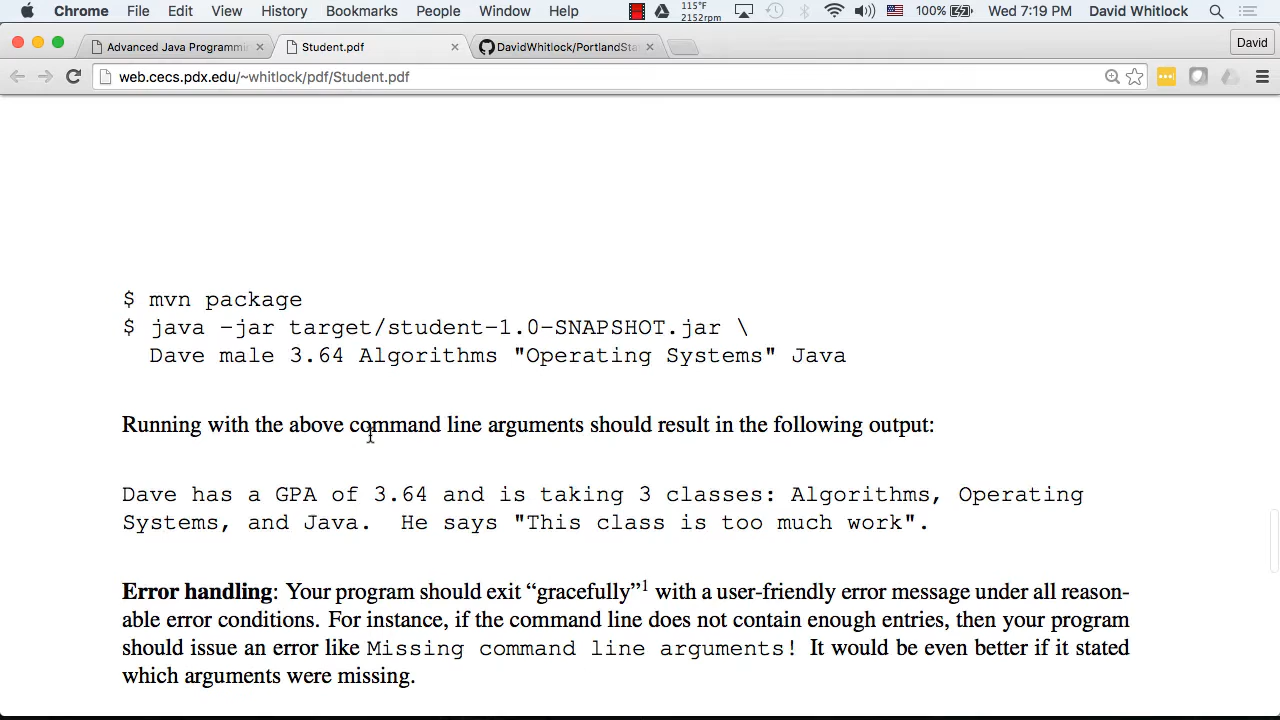 Chrome File Edit View History Bookmarks People Window Help 115°F 2152rpm 100% Wed 7:19 PM David Whitlock
Advanced Java Programmin × Student.pdf × DavidWhitlock/PortlandSta × David
web.cecs.pdx.edu/~whitlock/pdf/Student.pdf
$ mvn package
$ java -jar target/student-1.0-SNAPSHOT.jar \
Dave male 3.64 Algorithms "Operating Systems" Java
Running with the above command line arguments should result in the following output:
Dave has a GPA of 3.64 and is taking 3 classes: Algorithms, Operating
Systems, and Java. He says "This class is too much work".
Error handling: Your program should exit “gracefully”1 with a user-friendly error message under all reason-
able error conditions. For instance, if the command line does not contain enough entries, then your program
should issue an error like Missing command line arguments! It would be even better if it stated
which arguments were missing.